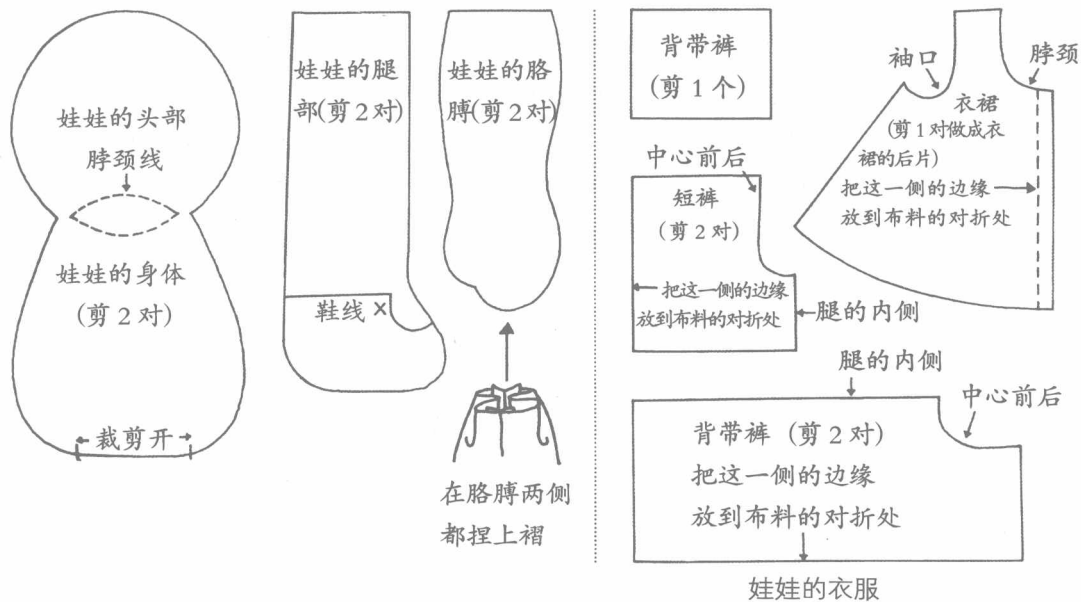 娃娃的头部
脖颈线
娃娃的身体
(剪 2 对)
裁剪开
娃娃的腿
部(剪 2 对)
鞋线 ×
娃娃的胳
膊(剪 2 对)
在胳膊两侧
都捏上褶
背带裤
(剪 1 个)
袖口
脖颈
衣裙
(剪 1 对做成衣
裙的后片)
把这一侧的边缘
放到布料的对折处
中心前后
短裤
(剪 2 对)
把这一侧的边缘
放到布料的对折处
腿的内侧
腿的内侧
中心前后
背带裤 (剪 2 对)
把这一侧的边缘
放到布料的对折处
娃娃的衣服